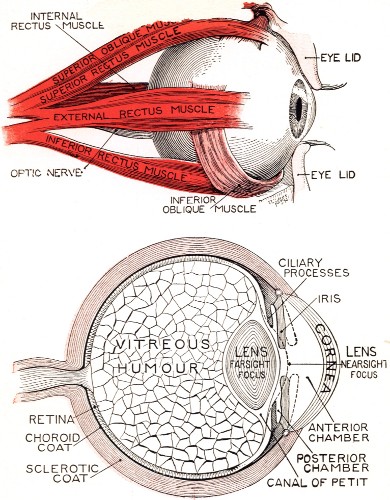 INTERNAL
RECTUS MUSCLE
SUPERIOR OBLIQUE MUS
SUPERIOR RECTUS MUSCLE
EYE LID
EXTERNAL RECTUS MUSCLE
INFERIOR RECTUS MUSCLE
OPTIC NERVE
EYE LID
INFERIOR
OBLIQUE MUSCLE
CILIARY
PROCESSES
IRIS
CORNEA
VITREOUS
HUMOUR
LENS
FARSIGHT
FOCUS
LENS
NEARSIGHT
FOCUS
RETINA
CHOROID
COAT
SCLEROTIC
COAT
ANTERIOR
CHAMBER
POSTERIOR
CHAMBER
CANAL OF PETIT